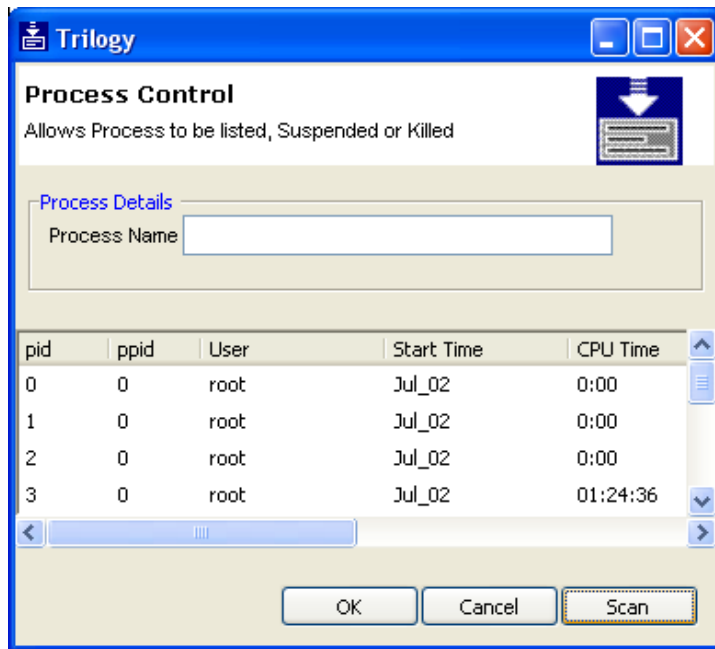 Trilogy
Process Control
Allows Process to be listed, Suspended or Killed
Process Details
Process Name
pid ppid User Start Time CPU Time
0 0 root Jul_02 0:00
1 0 root Jul_02 0:00
2 0 root Jul_02 0:00
3 0 root Jul_02 01:24:36
OK Cancel Scan